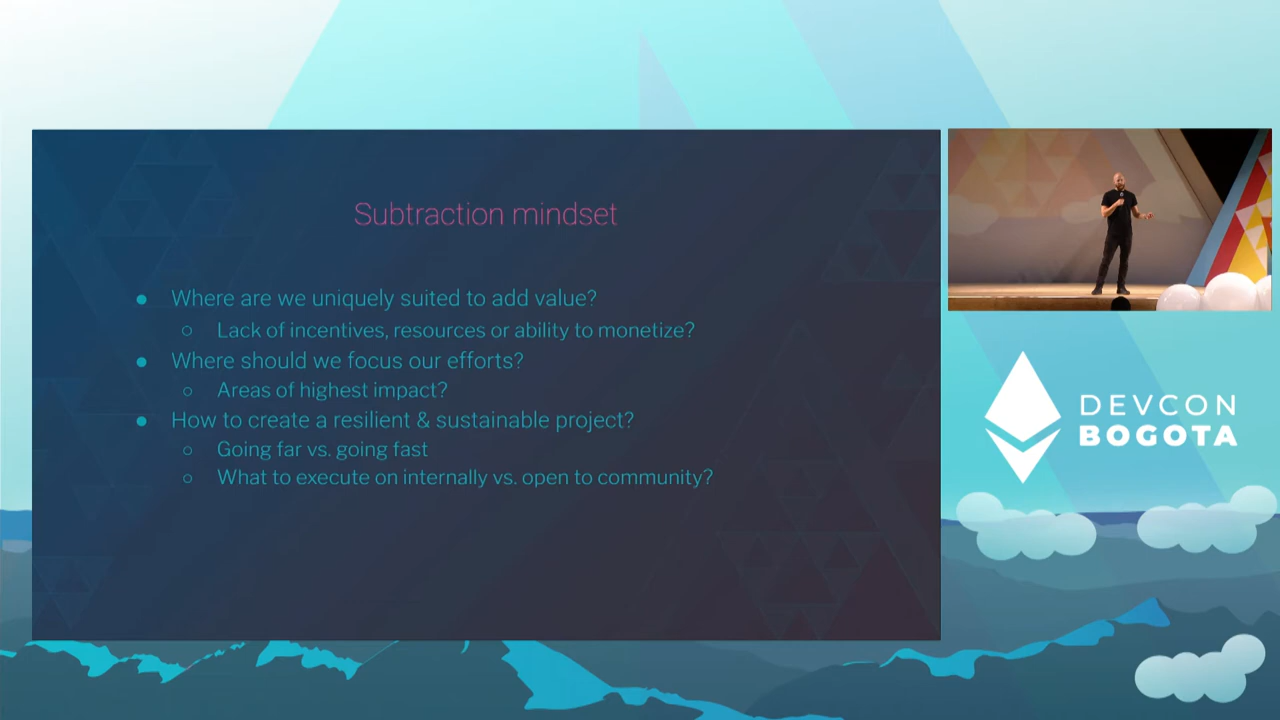 Subtraction mindset
● Where are we uniquely suited to add value?
○ Lack of incentives, resources or ability to monetize?
● Where should we focus our efforts?
○ Areas of highest impact?
● How to create a resilient & sustainable project?
○ Going far vs. going fast
○ What to execute on internally vs. open to community?
DEVCON
BOGOTA